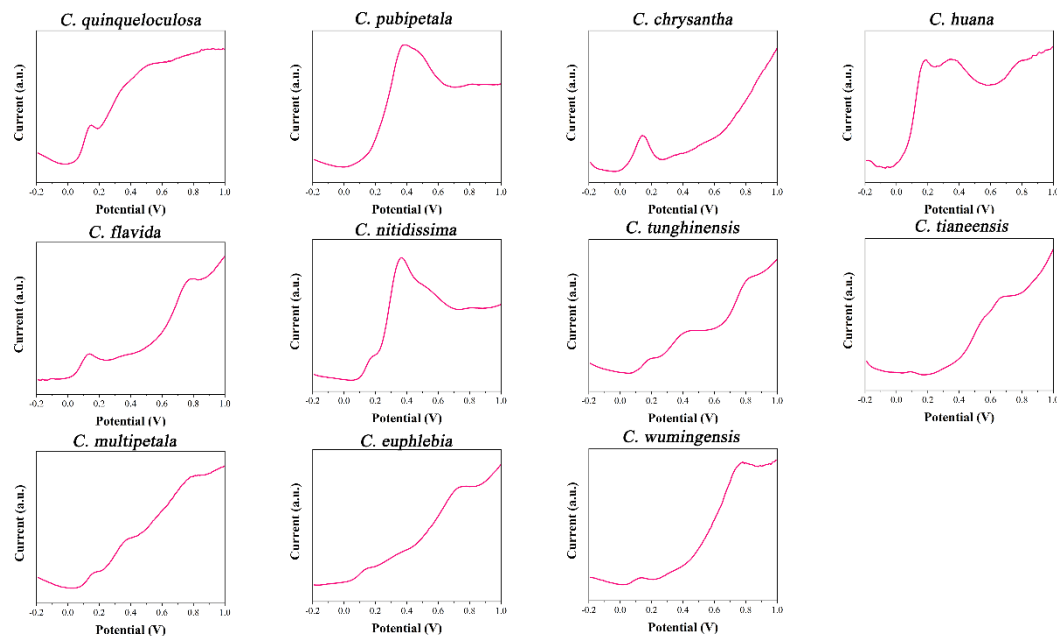 C. quinqueloculosa
Current (a.u.)
-0.2 0.0 0.2 0.4 0.6 0.8 1.0
Potential (V)
C. pubipetala
Current (a.u.)
-0.2 0.0 0.2 0.4 0.6 0.8 1.0
Potential (V)
C. chrysantha
Current (a.u.)
-0.2 0.0 0.2 0.4 0.6 0.8 1.0
Potential (V)
C. huana
Current (a.u.)
-0.2 0.0 0.2 0.4 0.6 0.8 1.0
Potential (V)
C. flavida
Current (a.u.)
-0.2 0.0 0.2 0.4 0.6 0.8 1.0
Potential (V)
C. nitidissima
Current (a.u.)
-0.2 0.0 0.2 0.4 0.6 0.8 1.0
Potential (V)
C. tunghinensis
Current (a.u.)
-0.2 0.0 0.2 0.4 0.6 0.8 1.0
Potential (V)
C. tianeensis
Current (a.u.)
-0.2 0.0 0.2 0.4 0.6 0.8 1.0
Potential (V)
C. multipetala
Current (a.u.)
-0.2 0.0 0.2 0.4 0.6 0.8 1.0
Potential (V)
C. euphlebia
Current (a.u.)
-0.2 0.0 0.2 0.4 0.6 0.8 1.0
Potential (V)
C. wumingensis
Current (a.u.)
-0.2 0.0 0.2 0.4 0.6 0.8 1.0
Potential (V)